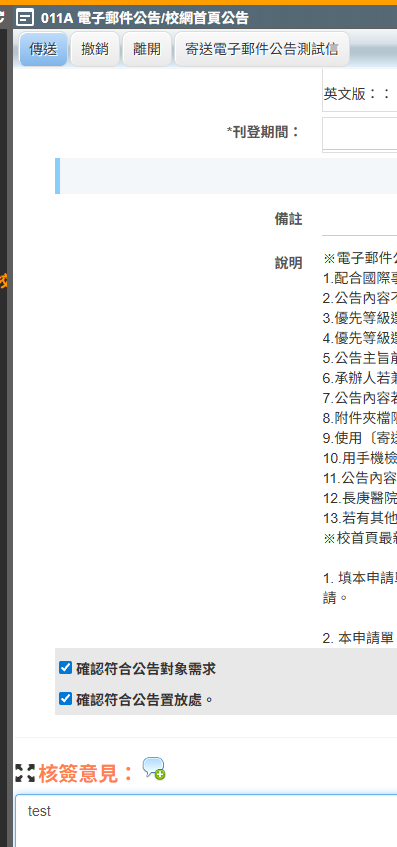 011A 電子郵件公告/校網首頁公告
傳送 撤銷 離開 寄送電子郵件公告測試信
英文版：：
*刊登期間：
備註
說明
※電子郵件
1.配合國際
2.公告內容不
3.優先等級
4.優先等級
5.公告主旨
6.承辦人若
7.公告內容若
8.附件夾檔
9.使用〔寄送
10.用手機檢
11.公告內容
12.長庚醫院
13.若有其他
※校首頁最新
1. 填本申請單
請。
2. 本申請單
確認符合公告對象需求
確認符合公告置放處。
核簽意見：
test